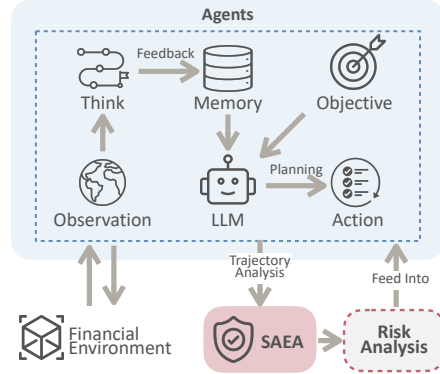 Agents
Feedback
Think
Memory
Objective
Planning
Observation
LLM
Action
Trajectory
Analysis
Feed Into
Financial
Environment
SAEA
Risk
Analysis